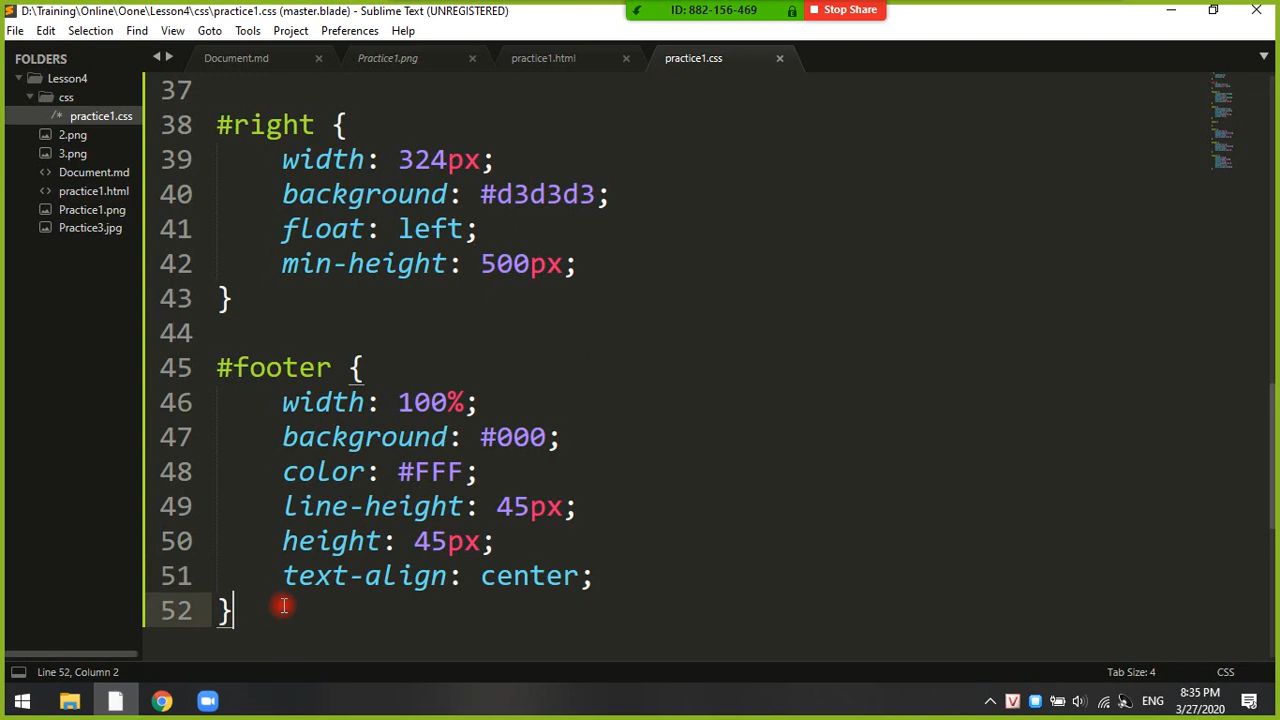 D:\Training\Online\Oone\Lesson4\css\practice1.css (master.blade) - Sublime Text (UNREGISTERED)
ID: 882-156-469
Stop Share
File Edit Selection Find View Goto Tools Project Preferences Help
FOLDERS
Lesson4
css
/* practice1.css
2.png
3.png
<> Document.md
<> practice1.html
Practice1.png
Practice3.jpg
Document.md
Practice1.png
practice1.html
practice1.css
37
38 #right {
39 width: 324px;
40 background: #d3d3d3;
41 float: left;
42 min-height: 500px;
43 }
44
45 #footer {
46 width: 100%;
47 background: #000;
48 color: #FFF;
49 line-height: 45px;
50 height: 45px;
51 text-align: center;
52 }
Line 52, Column 2
Tab Size: 4
CSS
ENG
8:35 PM
3/27/2020